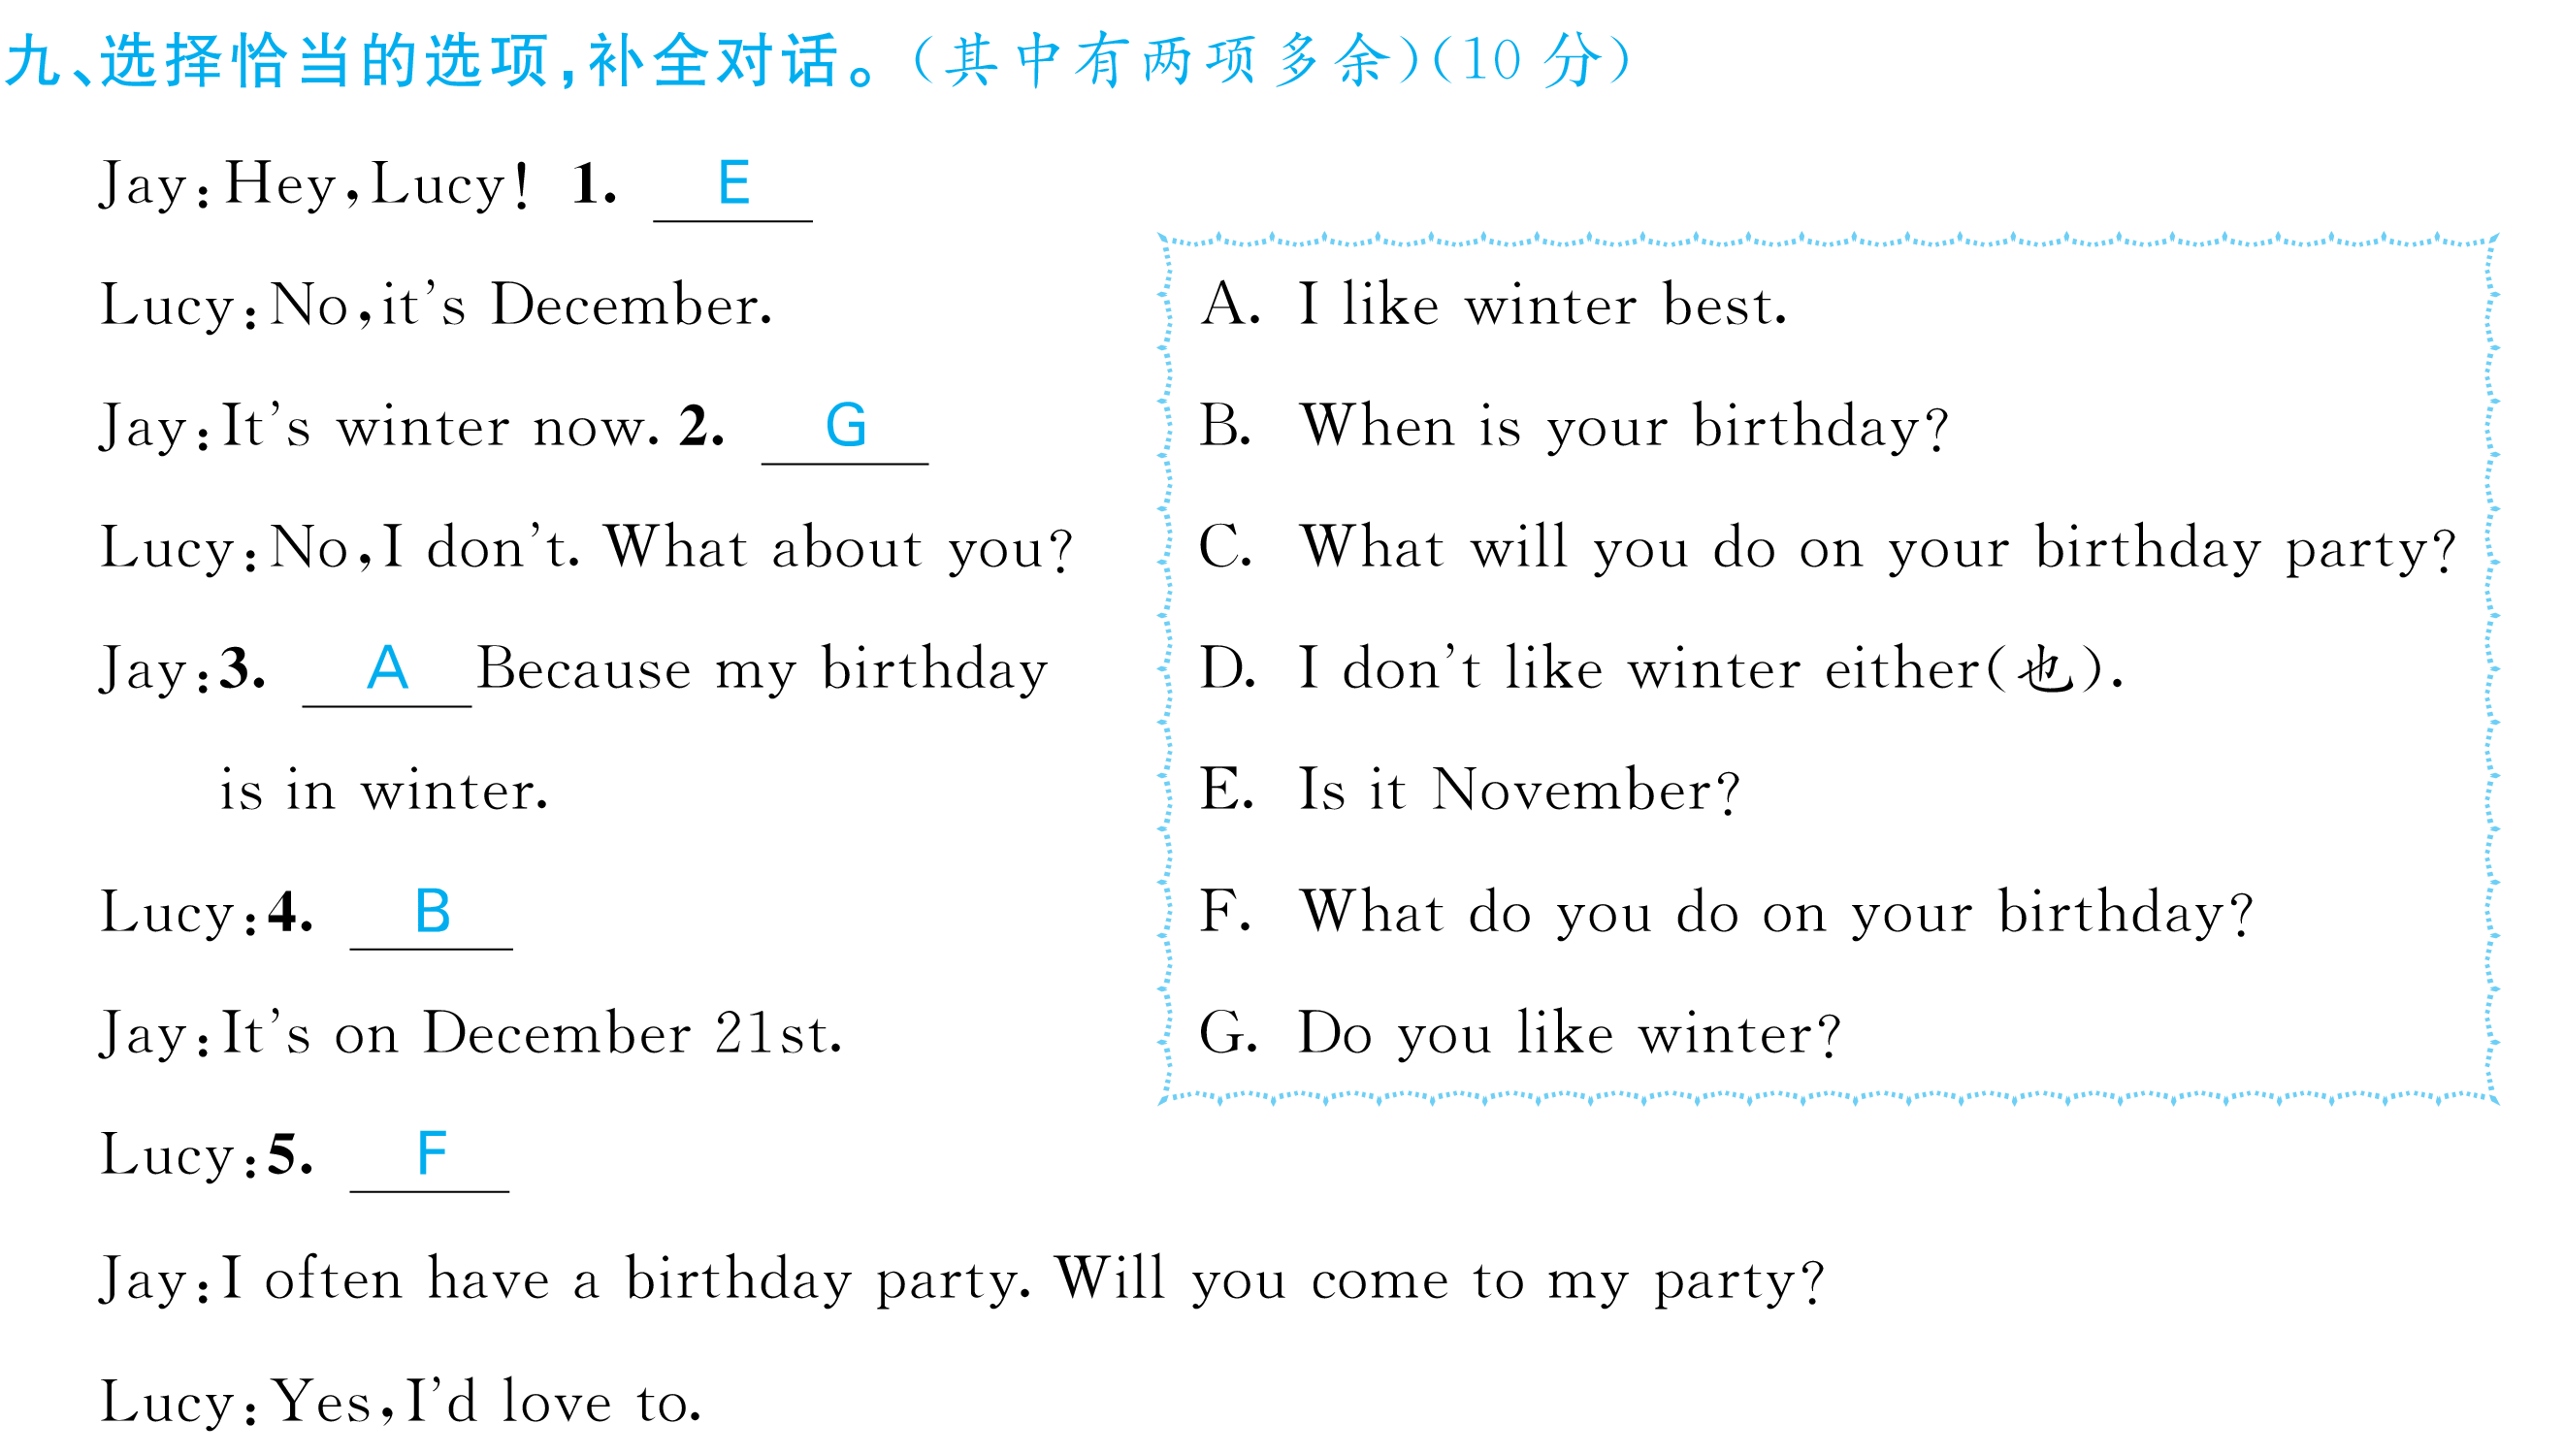 九、选择恰当的选项,补全对话。(其中有两项多余)(10 分)
Jay:Hey,Lucy! 1. E
Lucy:No,it's December.
Jay:It's winter now. 2. G
Lucy:No,I don't. What about you?
Jay:3. A Because my birthday
is in winter.
Lucy:4. B
Jay:It's on December 21st.
Lucy:5. F
Jay:I often have a birthday party. Will you come to my party?
Lucy:Yes,I'd love to.
A. I like winter best.
B. When is your birthday?
C. What will you do on your birthday party?
D. I don't like winter either(也).
E. Is it November?
F. What do you do on your birthday?
G. Do you like winter?